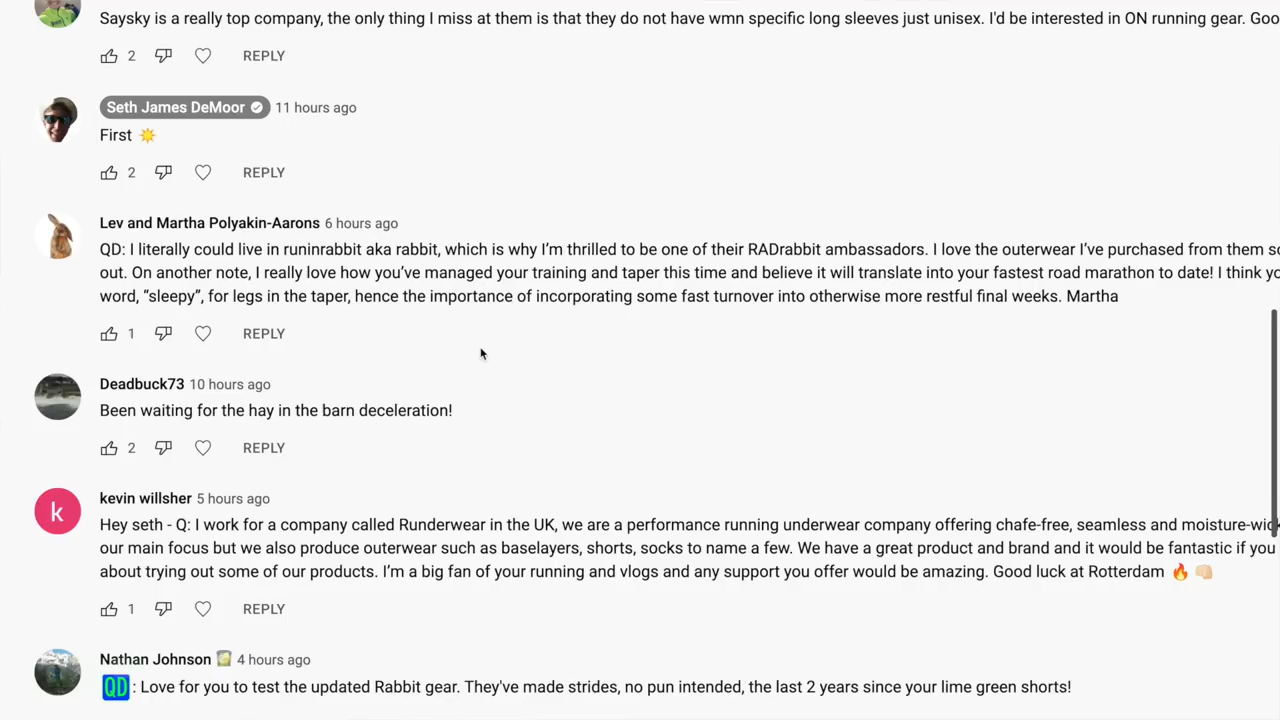 Saysky is a really top company, the only thing I miss at them is that they do not have wmn specific long sleeves just unisex. I'd be interested in ON running gear. Goo
2 REPLY
Seth James DeMoor 11 hours ago
First
2 REPLY
Lev and Martha Polyakin-Aarons 6 hours ago
QD: I literally could live in runinrabbit aka rabbit, which is why I’m thrilled to be one of their RADrabbit ambassadors. I love the outerwear I’ve purchased from them so
out. On another note, I really love how you’ve managed your training and taper this time and believe it will translate into your fastest road marathon to date! I think yo
word, “sleepy”, for legs in the taper, hence the importance of incorporating some fast turnover into otherwise more restful final weeks. Martha
1 REPLY
Deadbuck73 10 hours ago
Been waiting for the hay in the barn deceleration!
2 REPLY
k
kevin willsher 5 hours ago
Hey seth - Q: I work for a company called Runderwear in the UK, we are a performance running underwear company offering chafe-free, seamless and moisture-wick
our main focus but we also produce outerwear such as baselayers, shorts, socks to name a few. We have a great product and brand and it would be fantastic if you
about trying out some of our products. I’m a big fan of your running and vlogs and any support you offer would be amazing. Good luck at Rotterdam 🔥 👊🏻
1 REPLY
Nathan Johnson 4 hours ago
QD : Love for you to test the updated Rabbit gear. They've made strides, no pun intended, the last 2 years since your lime green shorts!